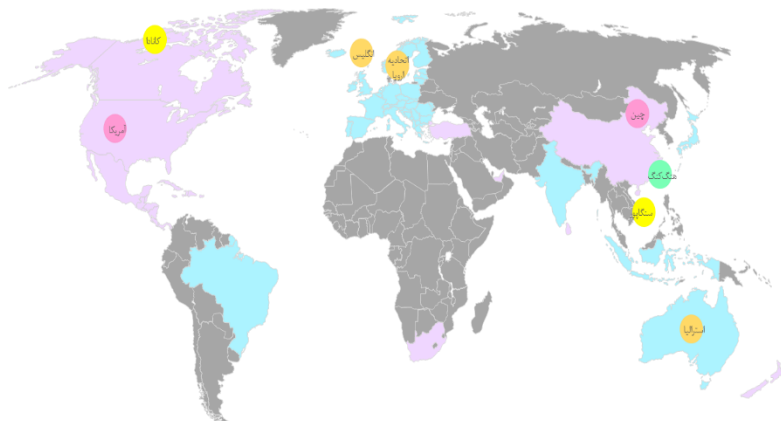 کانادا
انگلیس
اتحادیه
اروپا
آمریکا
چین
هنگ‌کنگ
سنگاپور
استرالیا